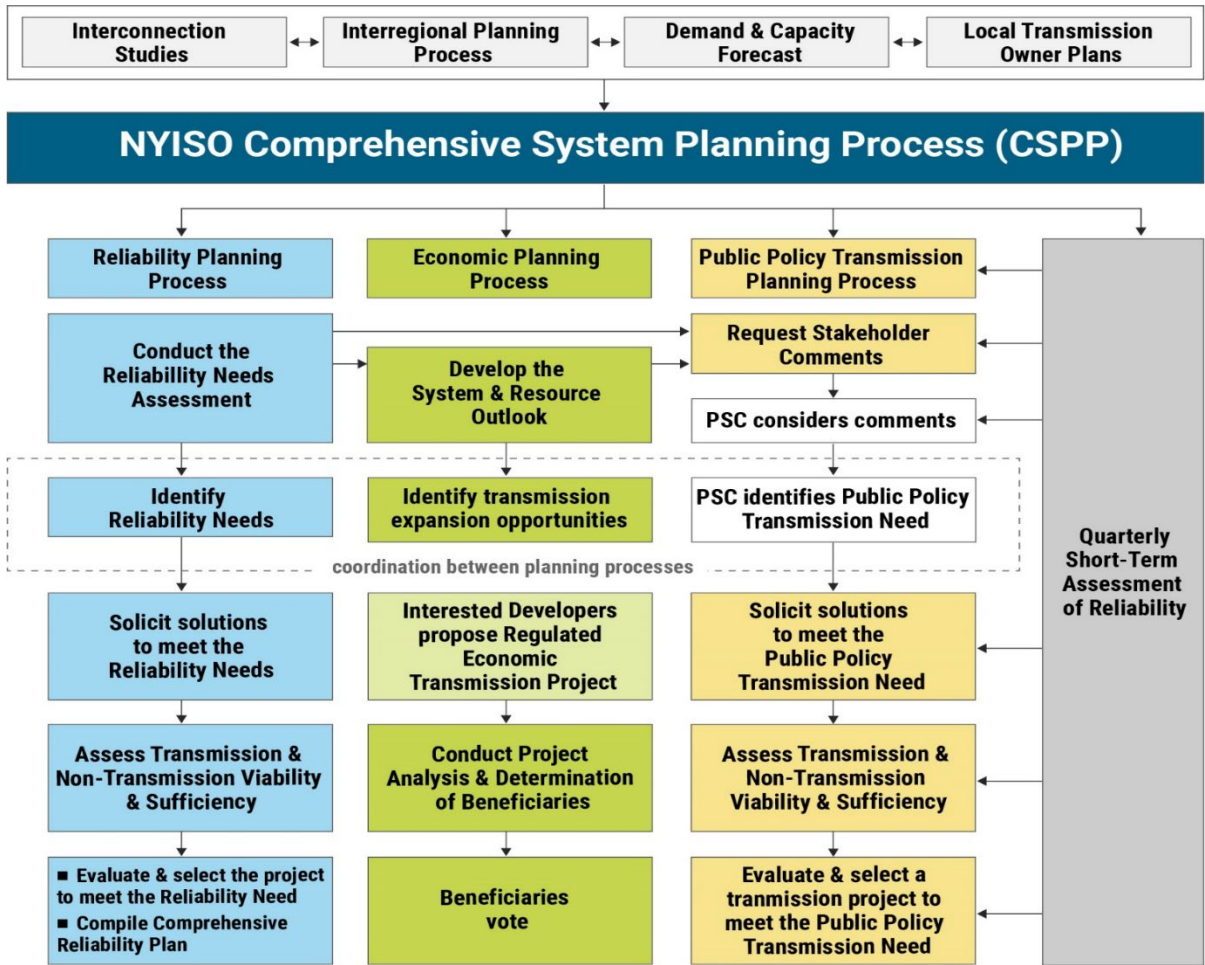 Interconnection
Studies
Interregional Planning
Process
Demand & Capacity
Forecast
Local Transmission
Owner Plans
NYISO Comprehensive System Planning Process (CSPP)
Reliability Planning
Process
Economic Planning
Process
Public Policy Transmission
Planning Process
Conduct the
Reliabillity Needs
Assessment
Develop the
System & Resource
Outlook
Request Stakeholder
Comments
PSC considers comments
Identify
Reliability Needs
Identify transmission
expansion opportunities
PSC identifies Public Policy
Transmission Need
coordination between planning processes
Quarterly
Short-Term
Assessment
of Reliability
Solicit solutions
to meet the
Reliability Needs
Interested Developers
propose Regulated
Economic
Transmission Project
Solicit solutions
to meet the
Public Policy
Transmission Need
Assess Transmission &
Non-Transmission Viability
& Sufficiency
Conduct Project
Analysis & Determination
of Beneficiaries
Assess Transmission &
Non-Transmission
Viability & Sufficiency
■ Evaluate & select the project
to meet the Reliability Need
■ Compile Comprehensive
Reliability Plan
Beneficiaries
vote
Evaluate & select a
tranmission project to
meet the Public Policy
Transmission Need